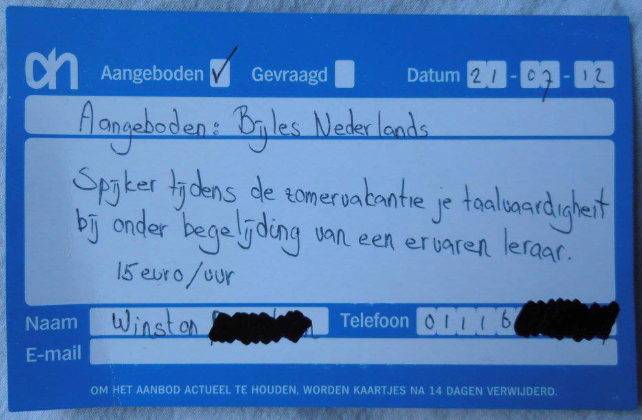 ah Aangeboden Gevraagd Datum 21-07-12
Aangeboden: Bijles Nederlands
Spijker tijdens de zomervakantie je taalvaardigheid
bij onder begelijding van een ervaren leraar.
15 euro/uur
Naam Winston Telefoon 01116
E-mail
OM HET AANBOD ACTUEEL TE HOUDEN, WORDEN KAARTJES NA 14 DAGEN VERWIJDERD.